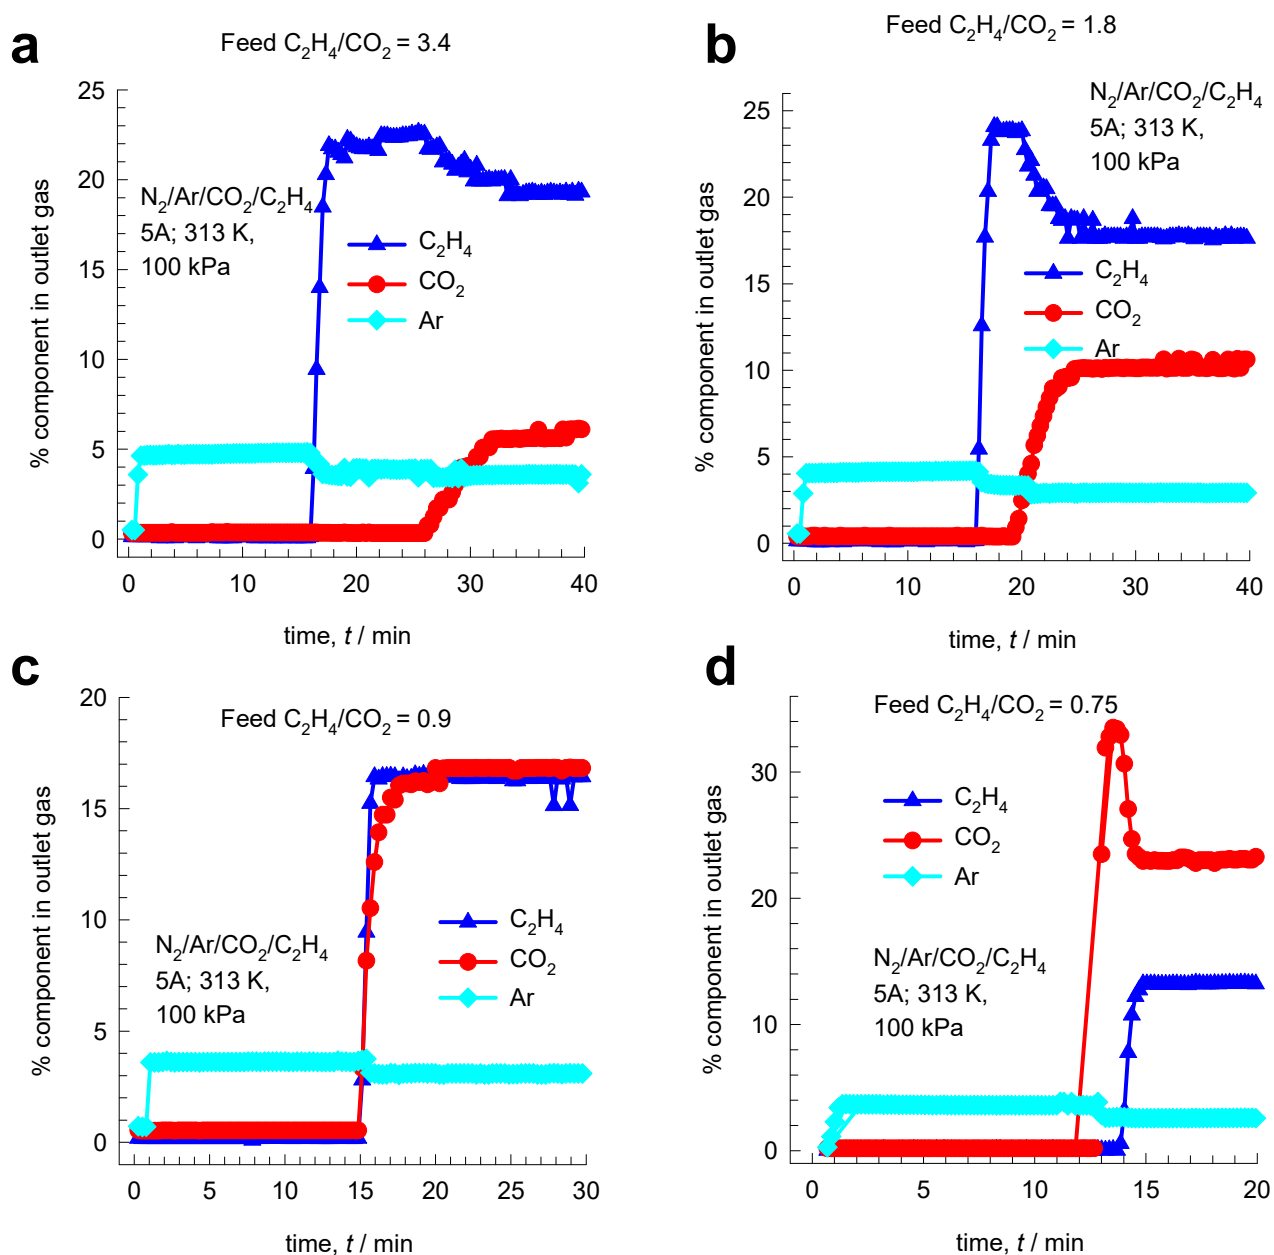 a
Feed C₂H₄/CO₂ = 3.4
25
20
15
10
5
0
% component in outlet gas
N₂/Ar/CO₂/C₂H₄
5A; 313 K,
100 kPa
C₂H₄
CO₂
Ar
0 10 20 30 40
time, t / min
b
Feed C₂H₄/CO₂ = 1.8
25
20
15
10
5
0
% component in outlet gas
N₂/Ar/CO₂/C₂H₄
5A; 313 K,
100 kPa
C₂H₄
CO₂
Ar
0 10 20 30 40
time, t / min
c
Feed C₂H₄/CO₂ = 0.9
20
15
10
5
0
% component in outlet gas
N₂/Ar/CO₂/C₂H₄
5A; 313 K,
100 kPa
C₂H₄
CO₂
Ar
0 5 10 15 20 25 30
time, t / min
d
Feed C₂H₄/CO₂ = 0.75
30
20
10
0
% component in outlet gas
C₂H₄
CO₂
Ar
N₂/Ar/CO₂/C₂H₄
5A; 313 K,
100 kPa
0 5 10 15 20
time, t / min